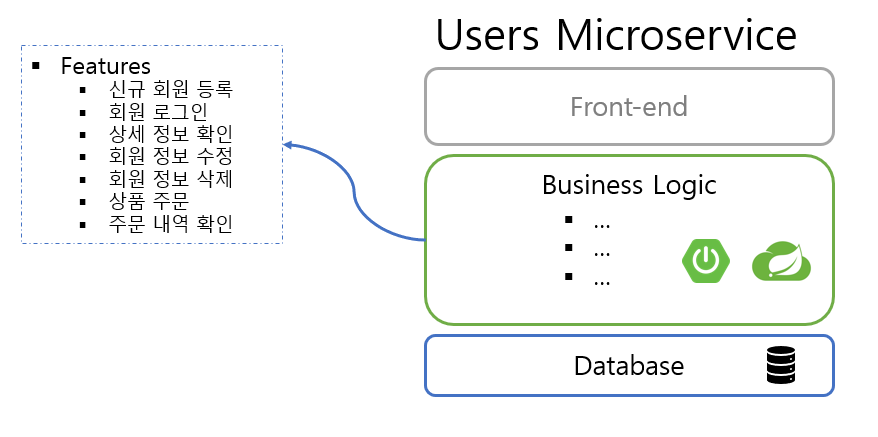 Users Microservice
▪ Features
▪ 신규 회원 등록
▪ 회원 로그인
▪ 상세 정보 확인
▪ 회원 정보 수정
▪ 회원 정보 삭제
▪ 상품 주문
▪ 주문 내역 확인
Front-end
Business Logic
▪ ...
▪ ...
▪ ...
Database